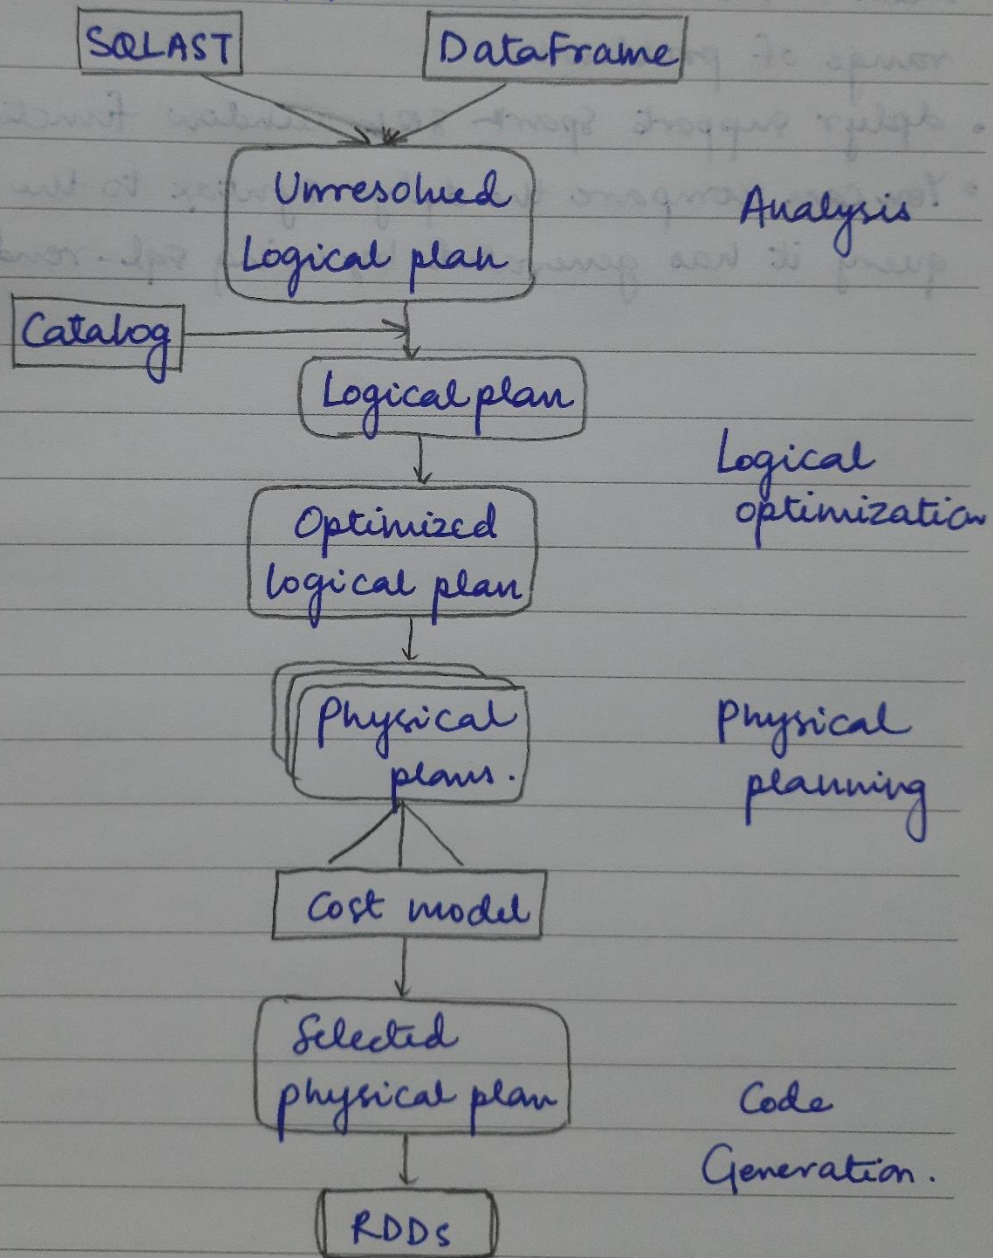 SQLAST DataFrame
Unresolved Analysis
Logical plan
Catalog
Logical plan
Logical
optimization
Optimized
logical plan
Physical Physical
plans. planning
Cost model
Selected
physical plan Code
Generation.
RDDs